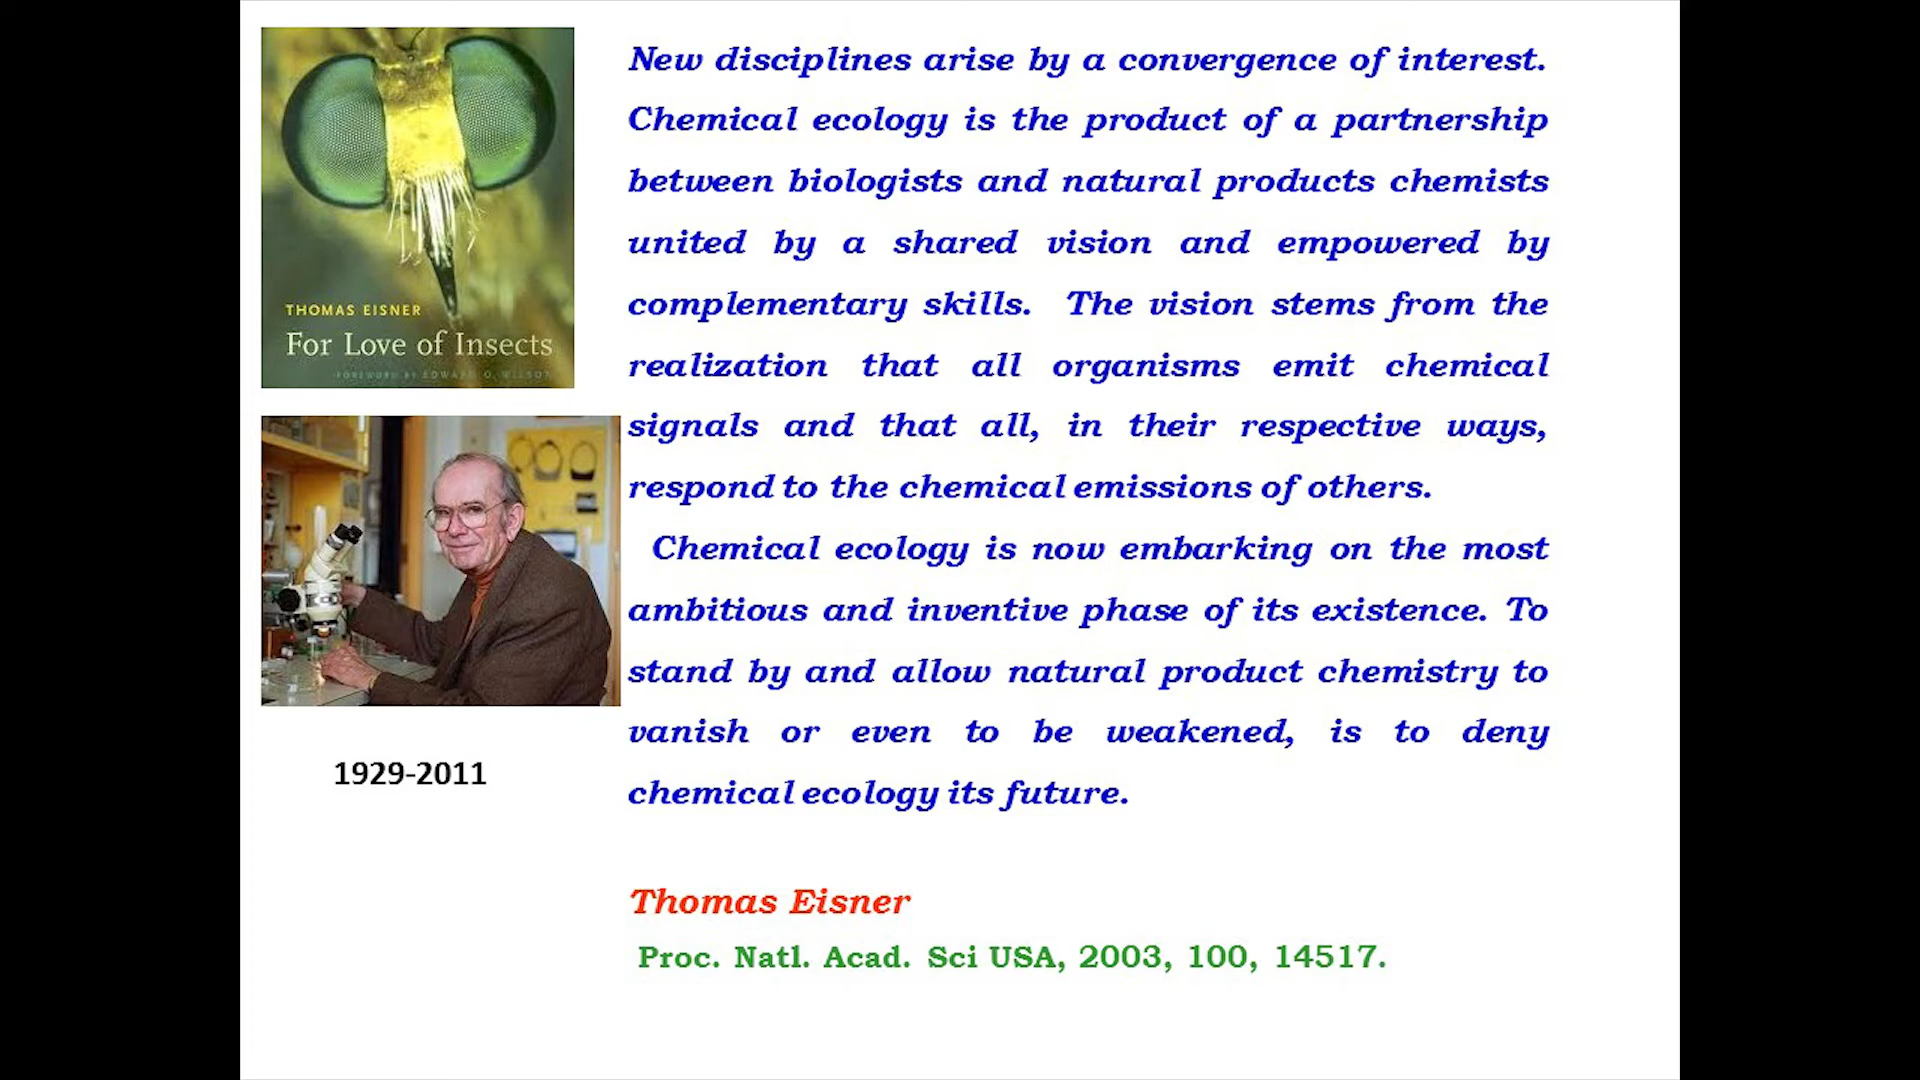 THOMAS EISNER
For Love of Insects
FOREWORD BY EDWARD O. WILSON
1929-2011
New disciplines arise by a convergence of interest.
Chemical ecology is the product of a partnership
between biologists and natural products chemists
united by a shared vision and empowered by
complementary skills. The vision stems from the
realization that all organisms emit chemical
signals and that all, in their respective ways,
respond to the chemical emissions of others.
Chemical ecology is now embarking on the most
ambitious and inventive phase of its existence. To
stand by and allow natural product chemistry to
vanish or even to be weakened, is to deny
chemical ecology its future.
Thomas Eisner
Proc. Natl. Acad. Sci USA, 2003, 100, 14517.